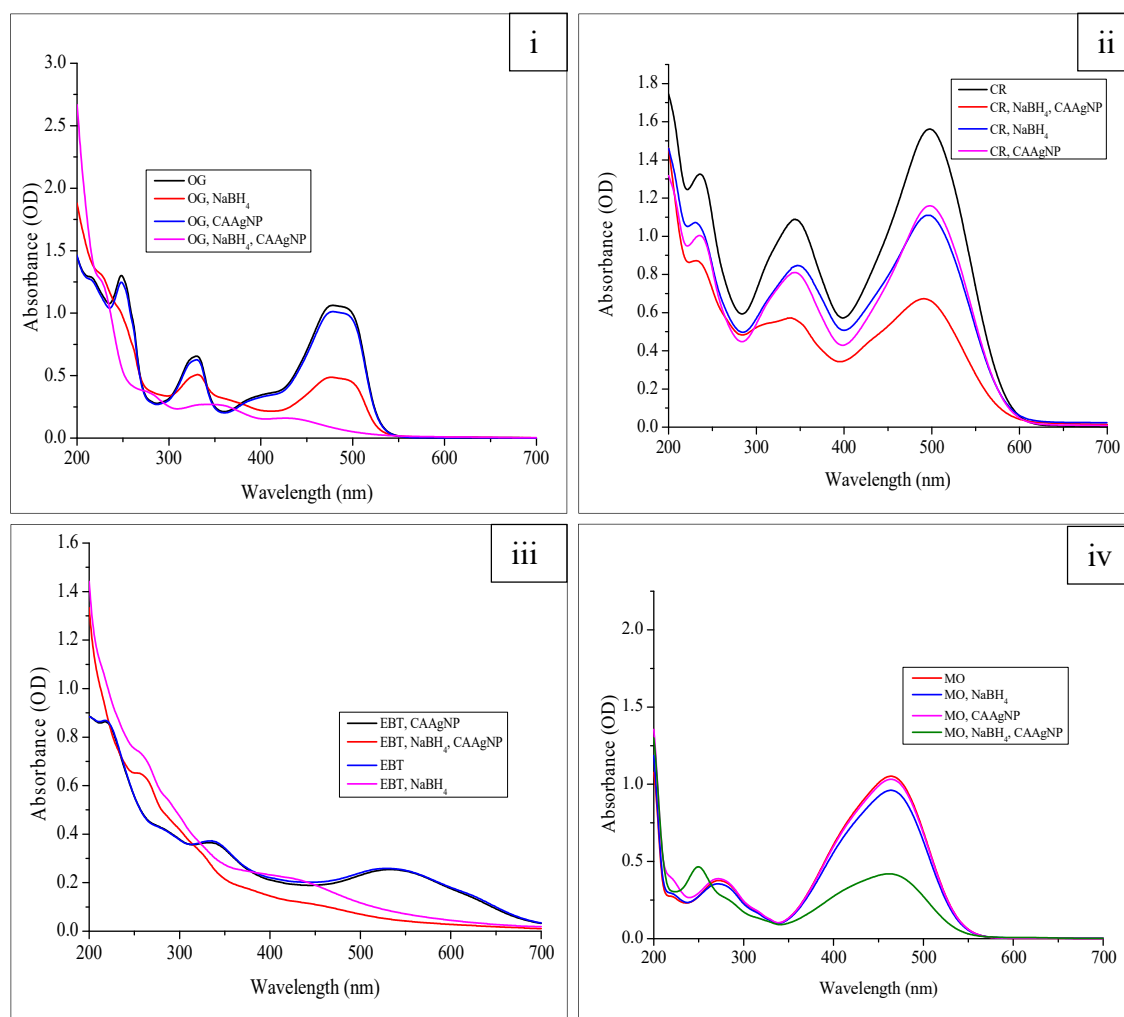 i
3.0
2.5
2.0
1.5
1.0
0.5
0.0
Absorbance (OD)
OG
OG, NaBH₄
OG, CAAgNP
OG, NaBH₄, CAAgNP
200 300 400 500 600 700
Wavelength (nm)
ii
1.8
1.6
1.4
1.2
1.0
0.8
0.6
0.4
0.2
0.0
Absorbance (OD)
CR
CR, NaBH₄, CAAgNP
CR, NaBH₄
CR, CAAgNP
200 300 400 500 600 700
Wavelength (nm)
iii
1.6
1.4
1.2
1.0
0.8
0.6
0.4
0.2
0.0
Absorbance (OD)
EBT, CAAgNP
EBT, NaBH₄, CAAgNP
EBT
EBT, NaBH₄
200 300 400 500 600 700
Wavelength (nm)
iv
2.0
1.5
1.0
0.5
0.0
Absorbance (OD)
MO
MO, NaBH₄
MO, CAAgNP
MO, NaBH₄, CAAgNP
200 300 400 500 600 700
Wavelength (nm)